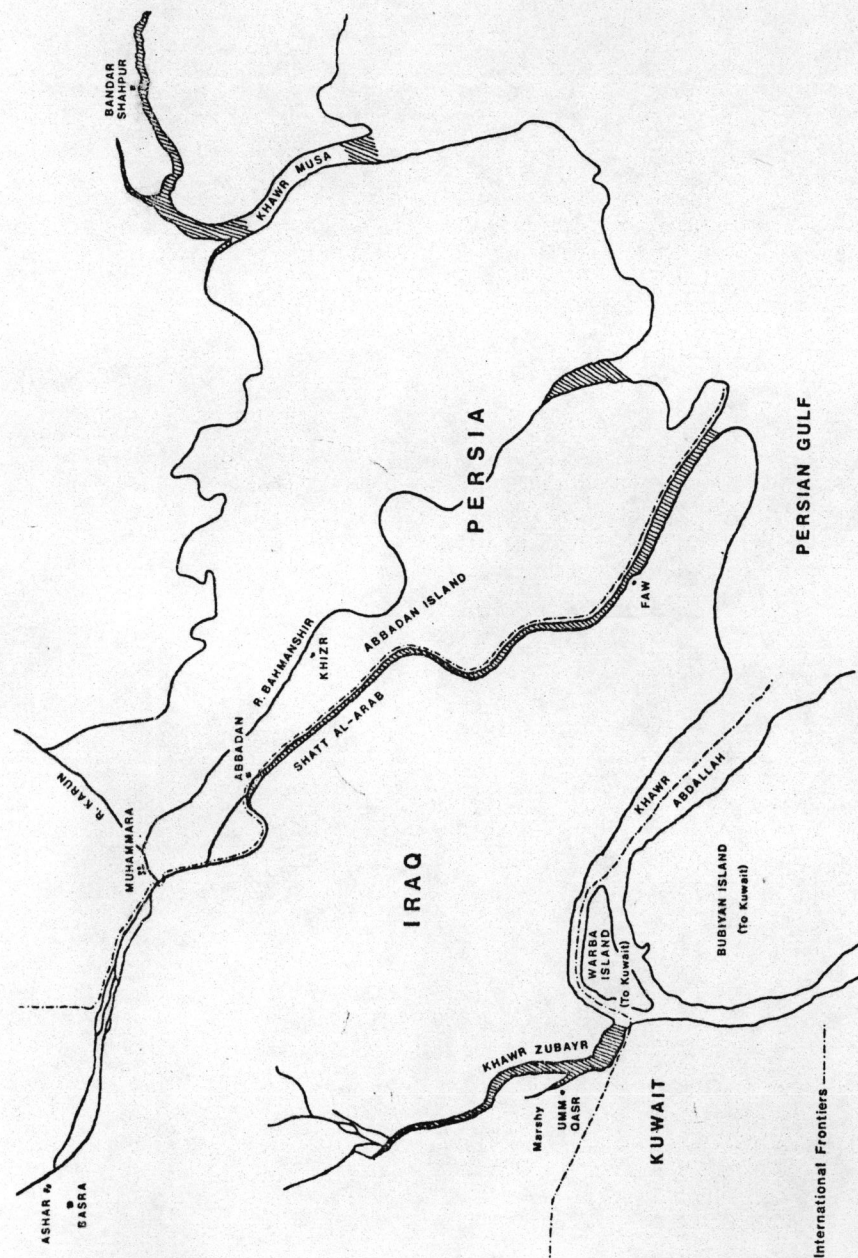 BANDAR
SHAHPUR
KHAWR MUSA
R. KARUN
MUHAMMARA
ABBADAN
R. BAHMANSHIR
KHIZR
ABBADAN ISLAND
SHATT AL-ARAB
PERSIA
ASHAR
BASRA
IRAQ
FAW
PERSIAN GULF
KHAWR
ABDALLAH
KHAWR ZUBAYR
Marshy
UMM
QASR
WARBA
ISLAND
(To Kuwait)
BUBIYAN ISLAND
(To Kuwait)
KUWAIT
International Frontiers